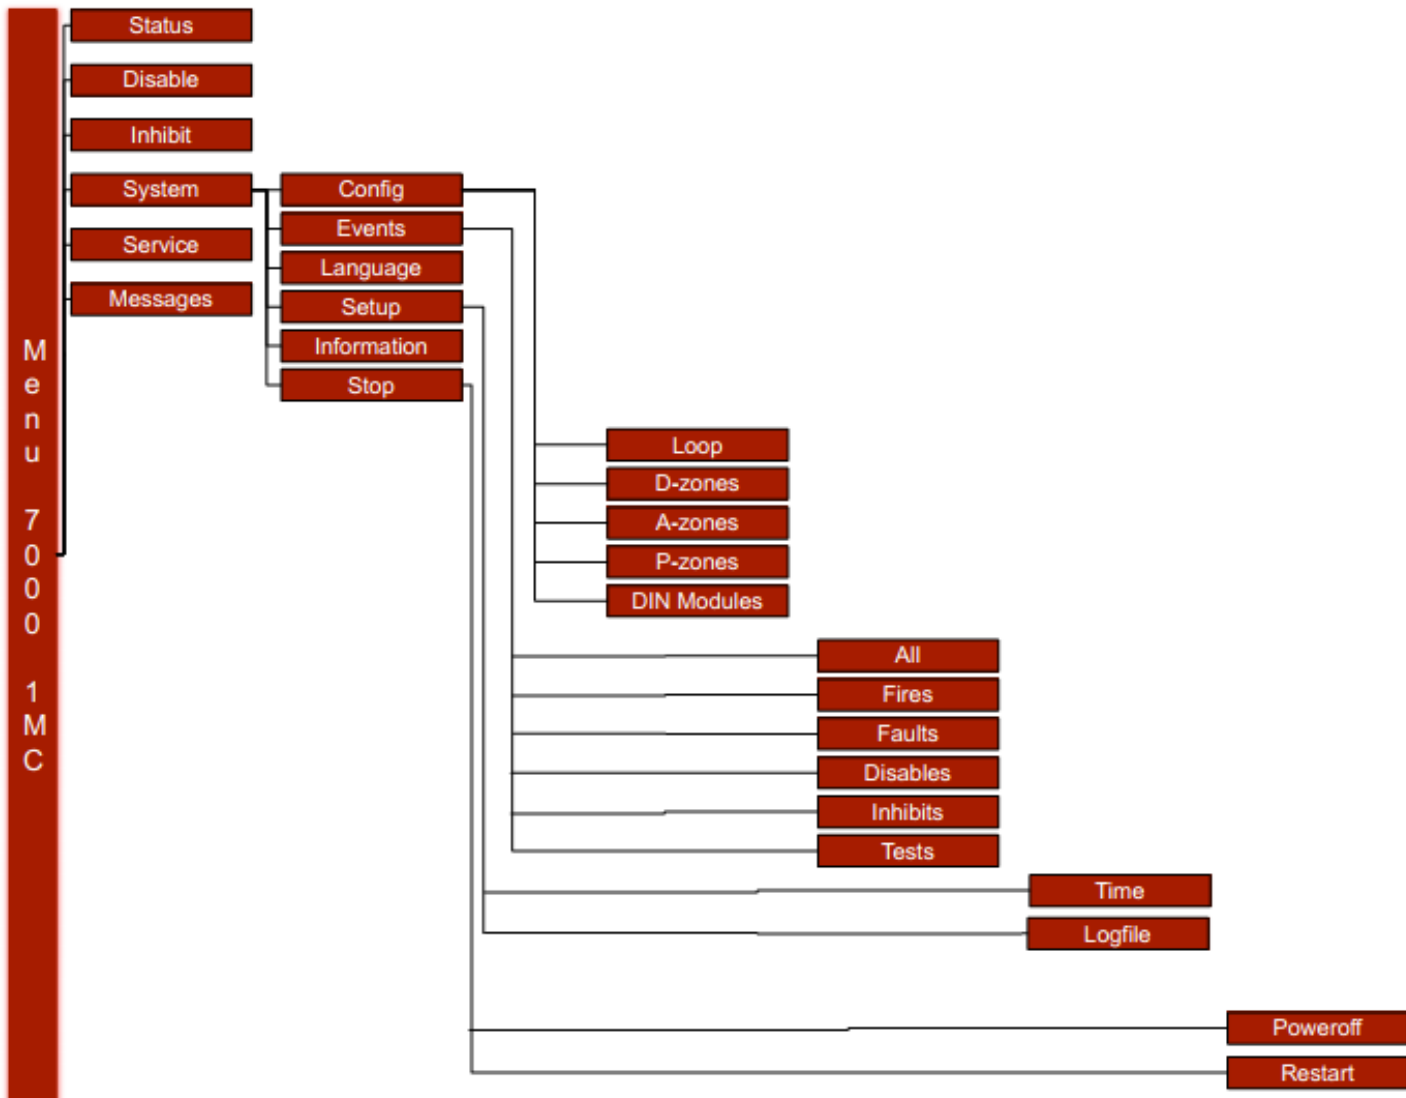 Menu 7000 1MC
Status
Disable
Inhibit
System
Service
Messages
Config
Events
Language
Setup
Information
Stop
Loop
D-zones
A-zones
P-zones
DIN Modules
All
Fires
Faults
Disables
Inhibits
Tests
Time
Logfile
Poweroff
Restart